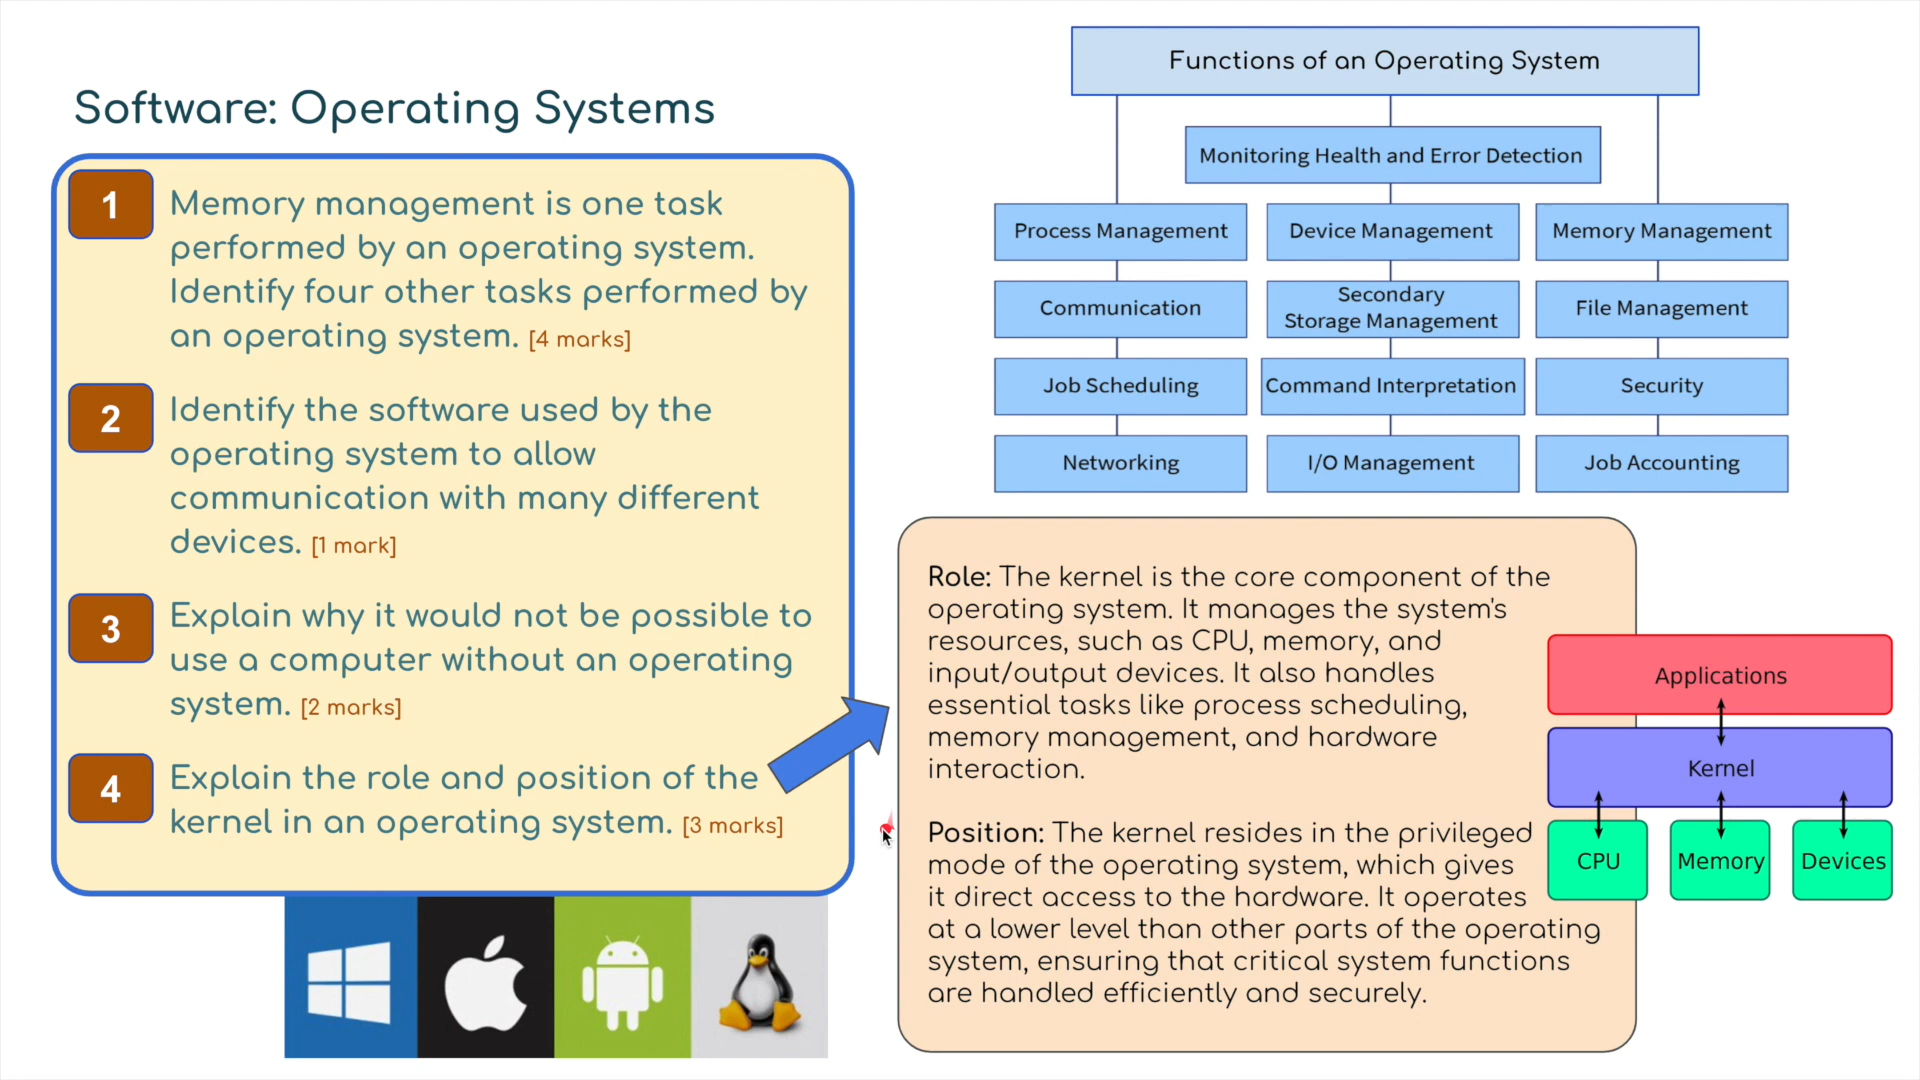 Software: Operating Systems
1
Memory management is one task
performed by an operating system.
Identify four other tasks performed by
an operating system. [4 marks]
2
Identify the software used by the
operating system to allow
communication with many different
devices. [1 mark]
3
Explain why it would not be possible to
use a computer without an operating
system. [2 marks]
4
Explain the role and position of the
kernel in an operating system. [3 marks]
Functions of an Operating System
Monitoring Health and Error Detection
Process Management
Device Management
Memory Management
Communication
Secondary
Storage Management
File Management
Job Scheduling
Command Interpretation
Security
Networking
I/O Management
Job Accounting
Role: The kernel is the core component of the
operating system. It manages the system's
resources, such as CPU, memory, and
input/output devices. It also handles
essential tasks like process scheduling,
memory management, and hardware
interaction.
Position: The kernel resides in the privileged
mode of the operating system, which gives
it direct access to the hardware. It operates
at a lower level than other parts of the operating
system, ensuring that critical system functions
are handled efficiently and securely.
Applications
Kernel
CPU
Memory
Devices